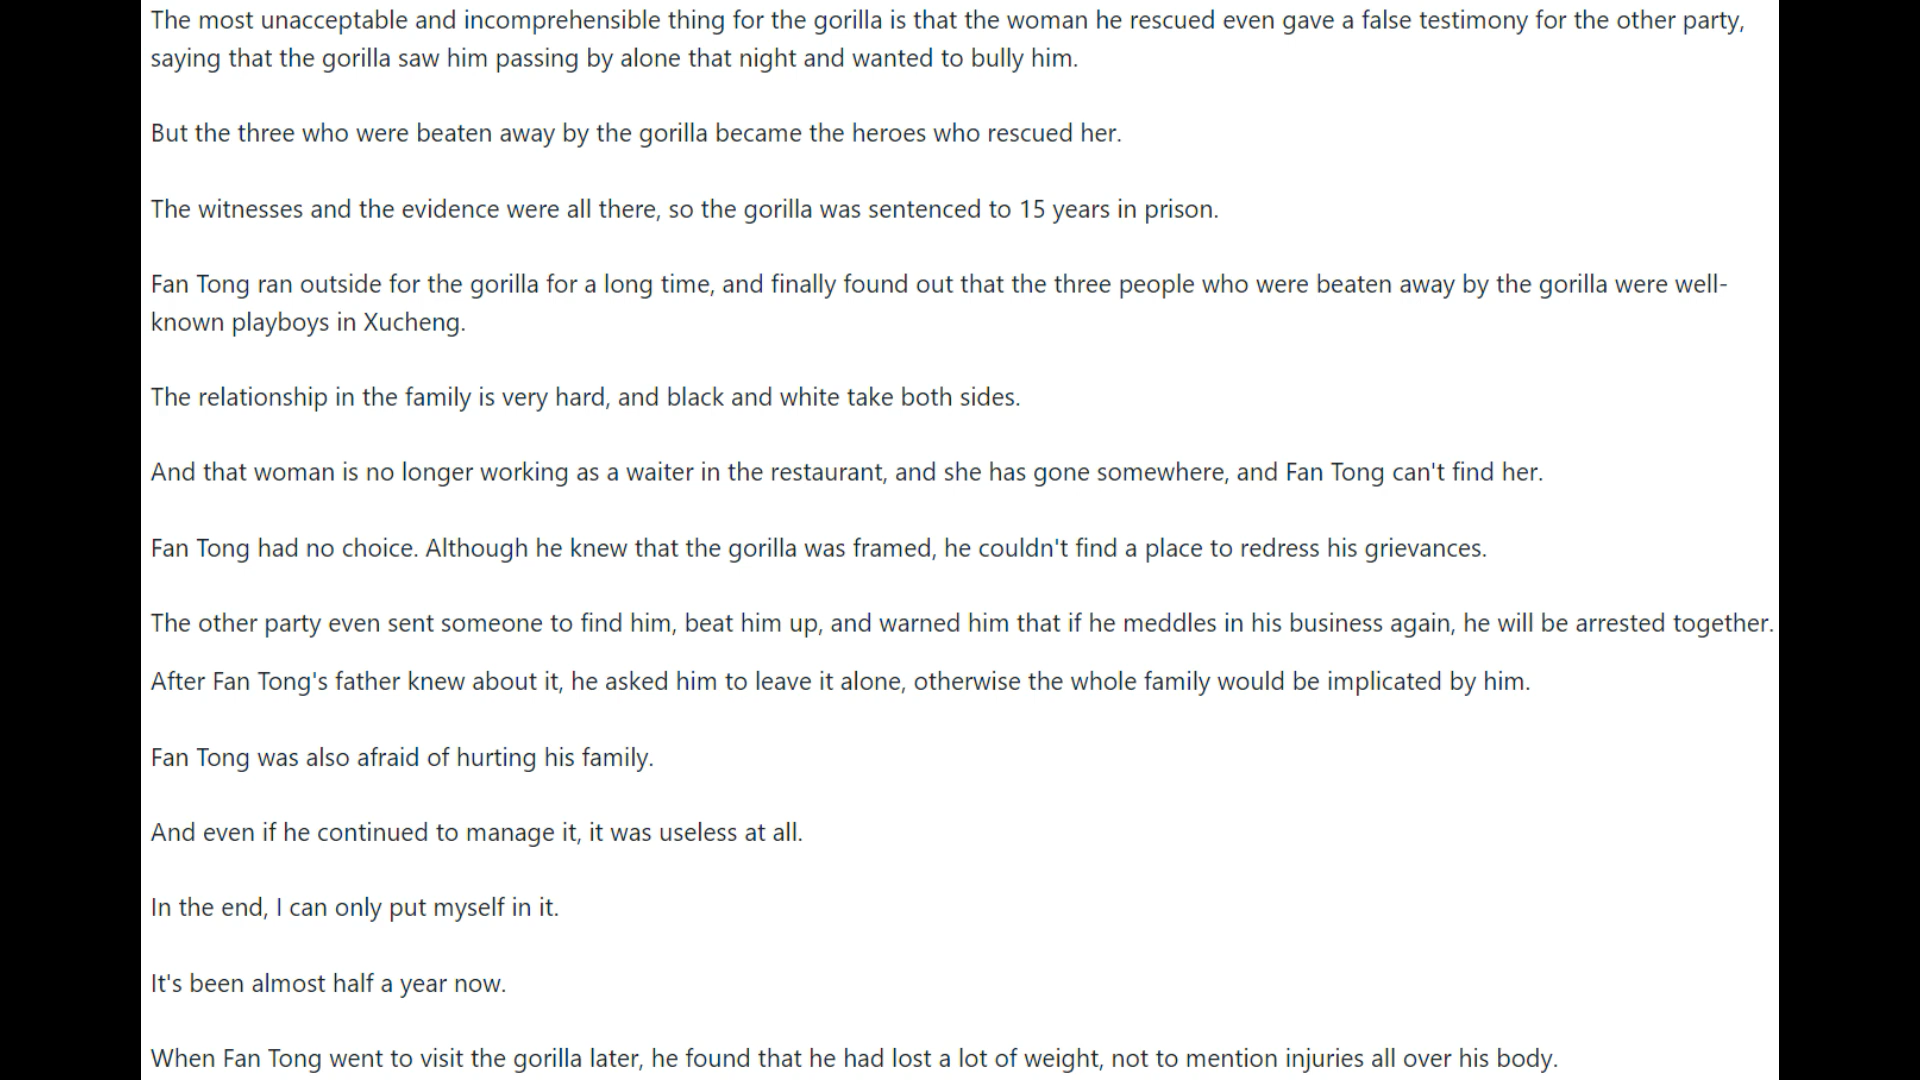 The most unacceptable and incomprehensible thing for the gorilla is that the woman he rescued even gave a false testimony for the other party,
saying that the gorilla saw him passing by alone that night and wanted to bully him.
But the three who were beaten away by the gorilla became the heroes who rescued her.
The witnesses and the evidence were all there, so the gorilla was sentenced to 15 years in prison.
Fan Tong ran outside for the gorilla for a long time, and finally found out that the three people who were beaten away by the gorilla were well-
known playboys in Xucheng.
The relationship in the family is very hard, and black and white take both sides.
And that woman is no longer working as a waiter in the restaurant, and she has gone somewhere, and Fan Tong can't find her.
Fan Tong had no choice. Although he knew that the gorilla was framed, he couldn't find a place to redress his grievances.
The other party even sent someone to find him, beat him up, and warned him that if he meddles in his business again, he will be arrested together.
After Fan Tong's father knew about it, he asked him to leave it alone, otherwise the whole family would be implicated by him.
Fan Tong was also afraid of hurting his family.
And even if he continued to manage it, it was useless at all.
In the end, I can only put myself in it.
It's been almost half a year now.
When Fan Tong went to visit the gorilla later, he found that he had lost a lot of weight, not to mention injuries all over his body.